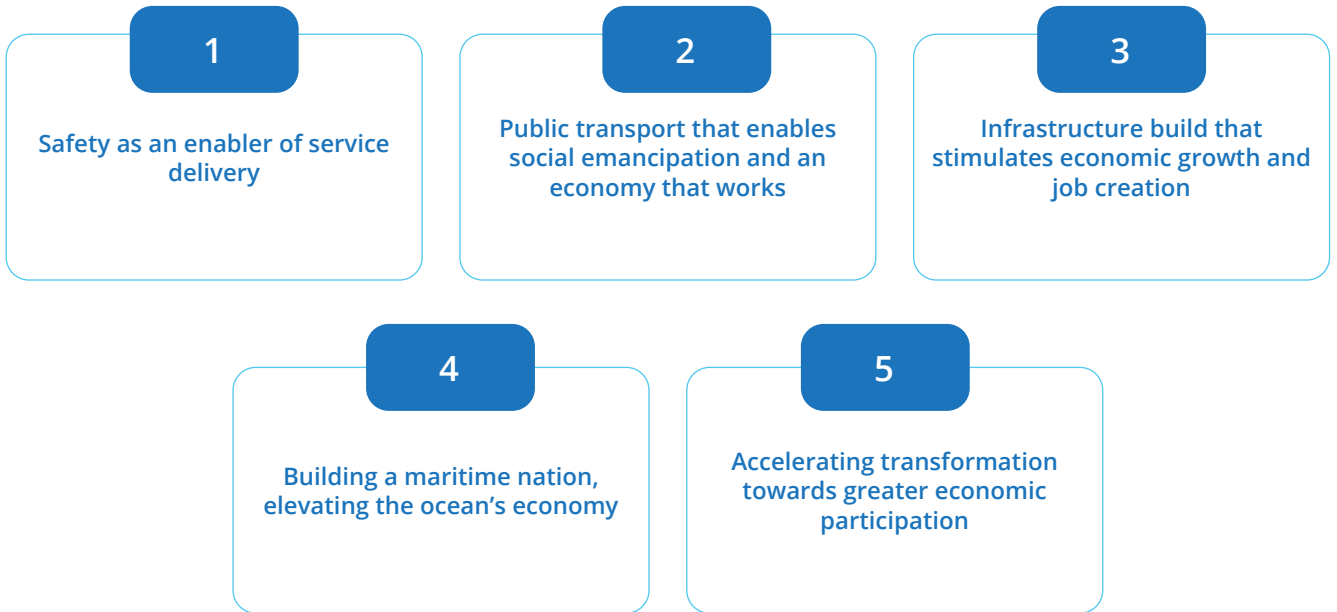 1
Safety as an enabler of service
delivery
2
Public transport that enables
social emancipation and an
economy that works
3
Infrastructure build that
stimulates economic growth and
job creation
4
Building a maritime nation,
elevating the ocean’s economy
5
Accelerating transformation
towards greater economic
participation